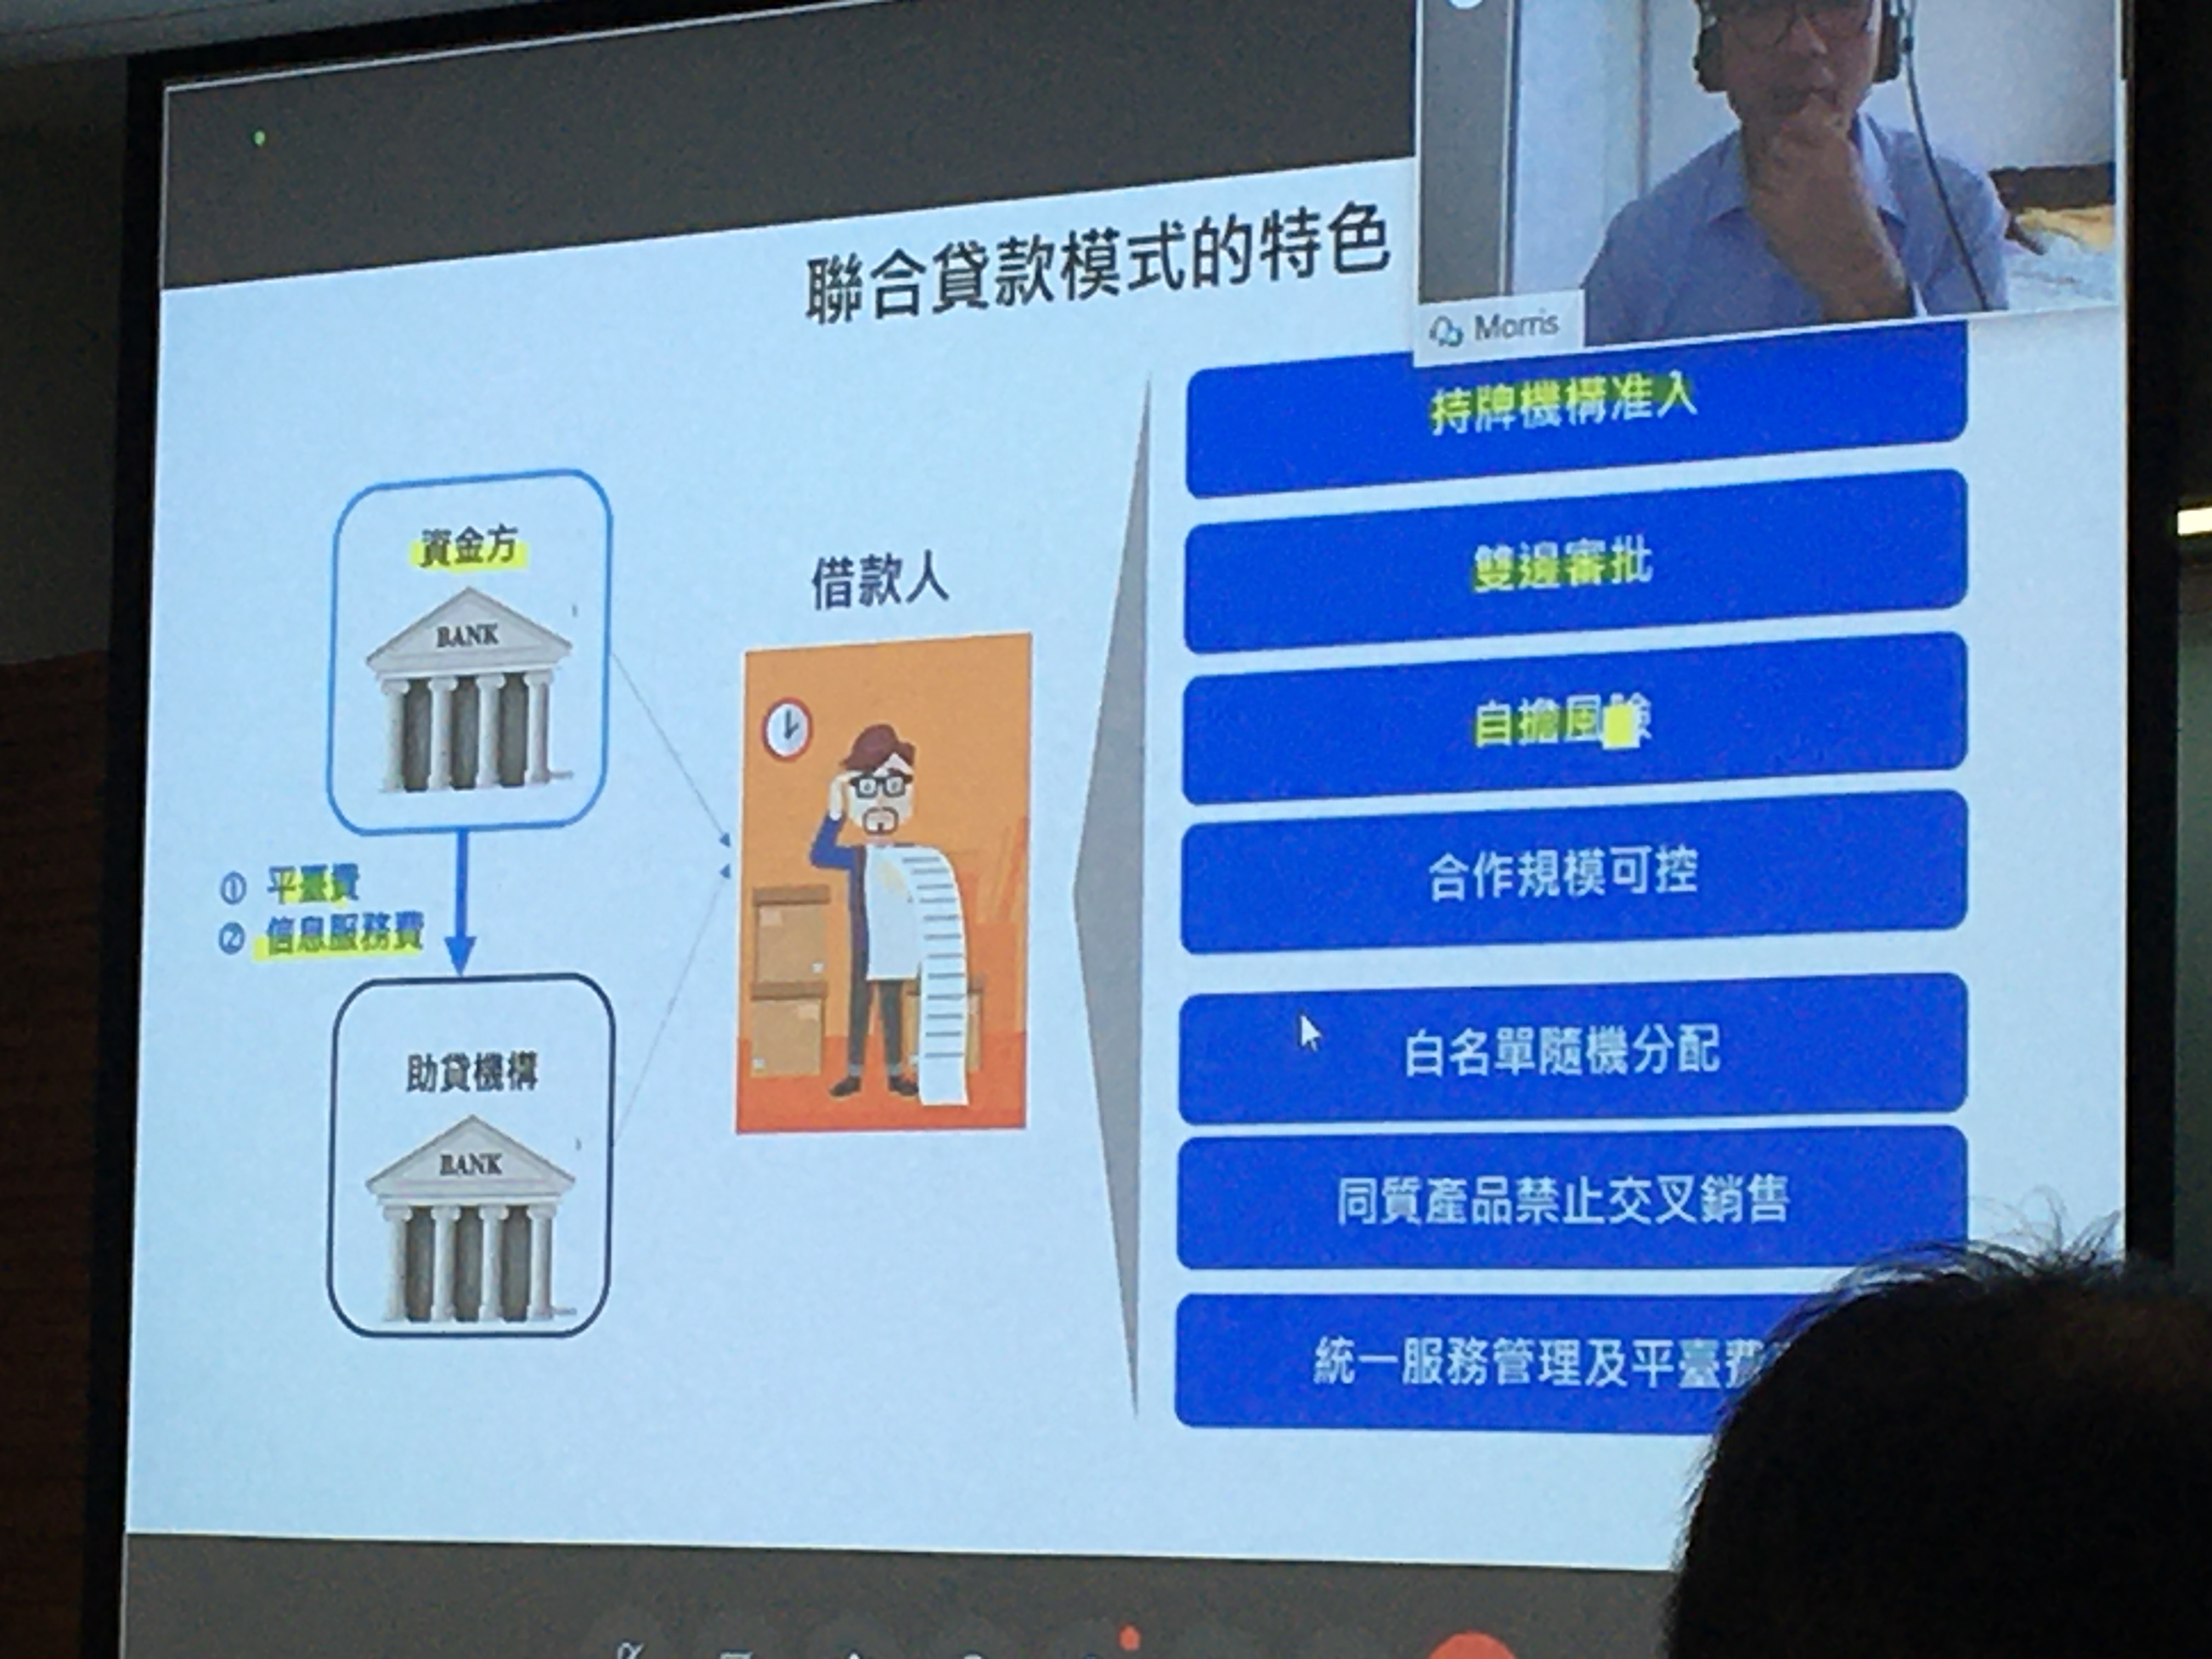 聯合貸款模式的特色
Morris
資金方
BANK
① 平臺費
② 信息服務費
助貸機構
BANK
借款人
持牌機構准入
雙邊審批
自擔風險
合作規模可控
白名單隨機分配
同質產品禁止交叉銷售
統一服務管理及平臺費